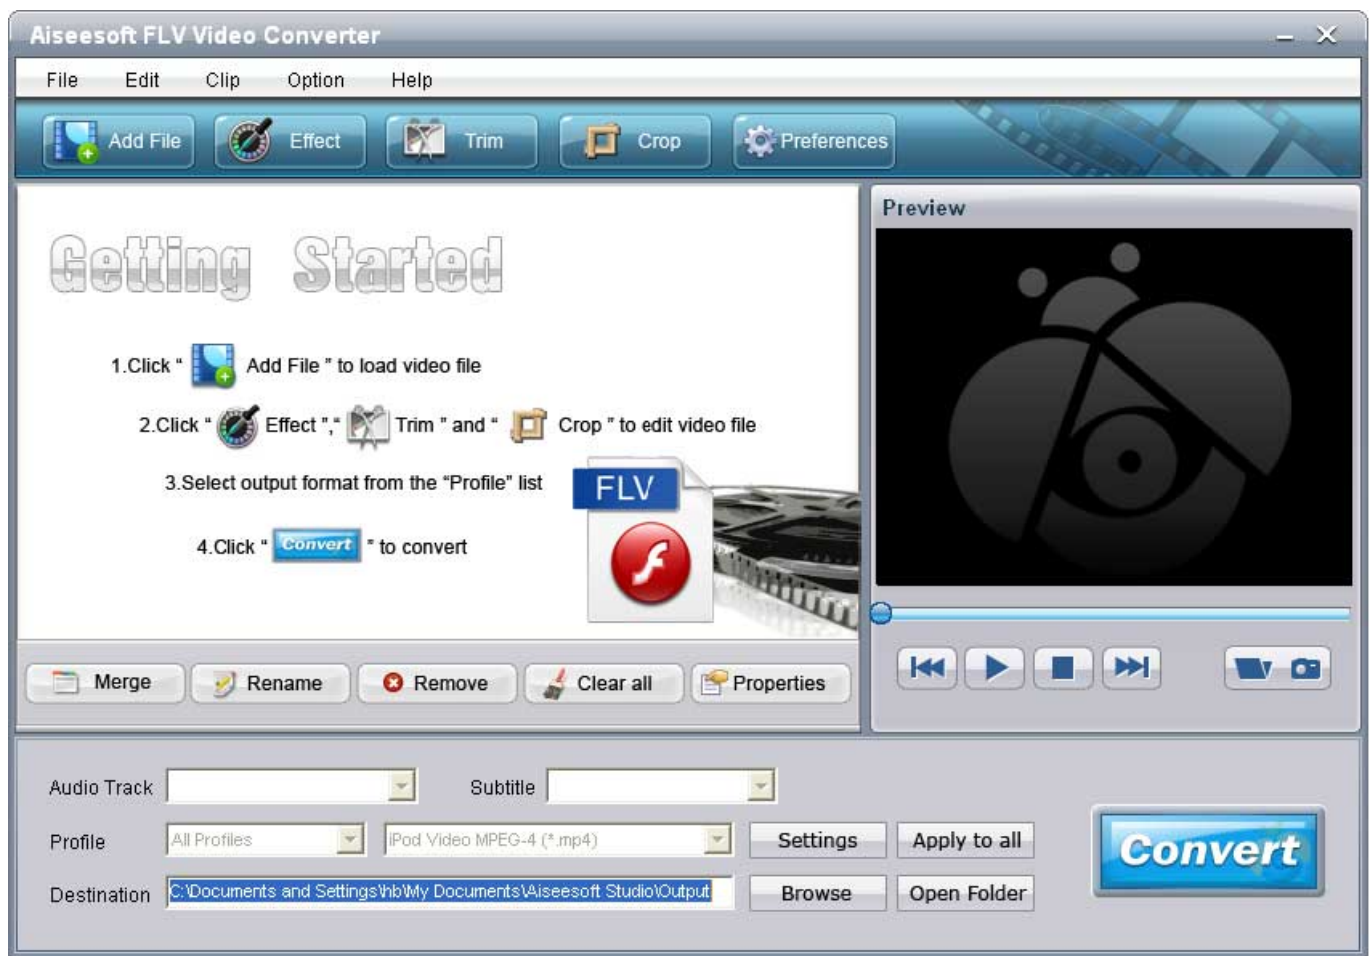 Aiseesoft FLV Video Converter
File Edit Clip Option Help
Add File Effect Trim Crop Preferences
Preview
Getting Started
1.Click “ Add File ” to load video file
2.Click “ Effect ”,“ Trim ” and “ Crop ” to edit video file
3.Select output format from the “Profile” list
FLV
4.Click “ Convert ” to convert
Merge Rename Remove Clear all Properties
Audio Track Subtitle
Profile All Profiles iPod Video MPEG-4 (*.mp4) Settings Apply to all
Convert
Destination C:\Documents and Settings\hb\My Documents\Aiseesoft Studio\Output Browse Open Folder